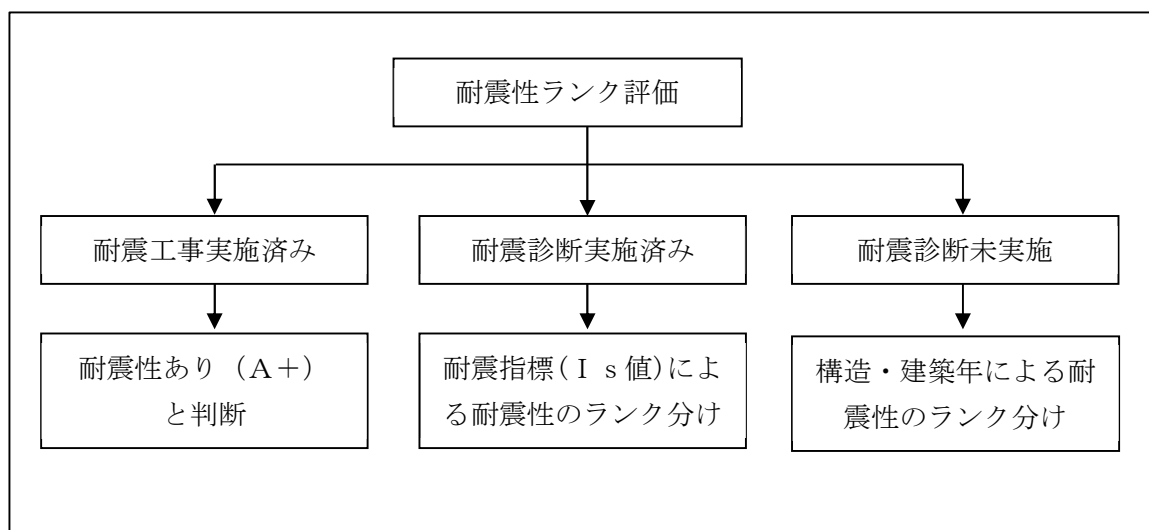 耐震性ランク評価
耐震工事実施済み
耐震診断実施済み
耐震診断未実施
耐震性あり（Ａ＋）
と判断
耐震指標(Ｉｓ値)によ
る耐震性のランク分け
構造・建築年による耐
震性のランク分け